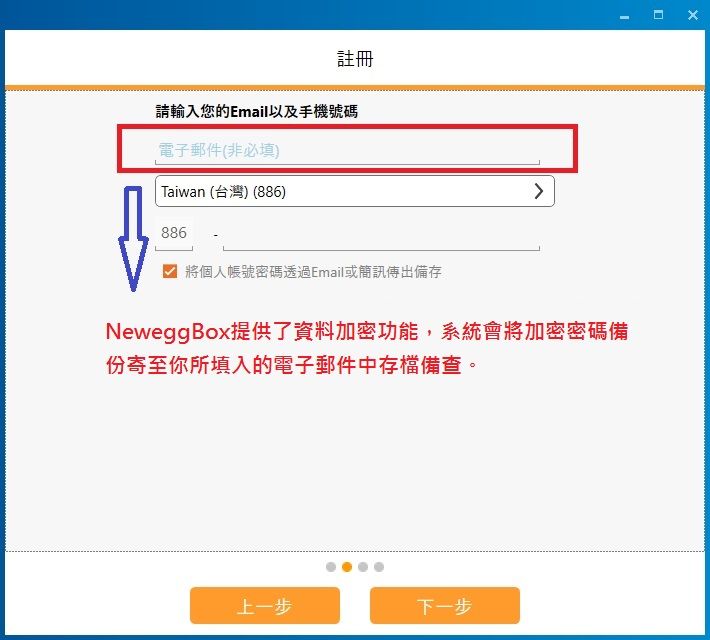 註冊
請輸入您的Email以及手機號碼
電子郵件(非必填)
Taiwan (台灣) (886)
886 -
將個人帳號密碼透過Email或簡訊傳出備存
NeweggBox提供了資料加密功能，系統會將加密密碼備
份寄至你所填入的電子郵件中存檔備查。
上一步 下一步